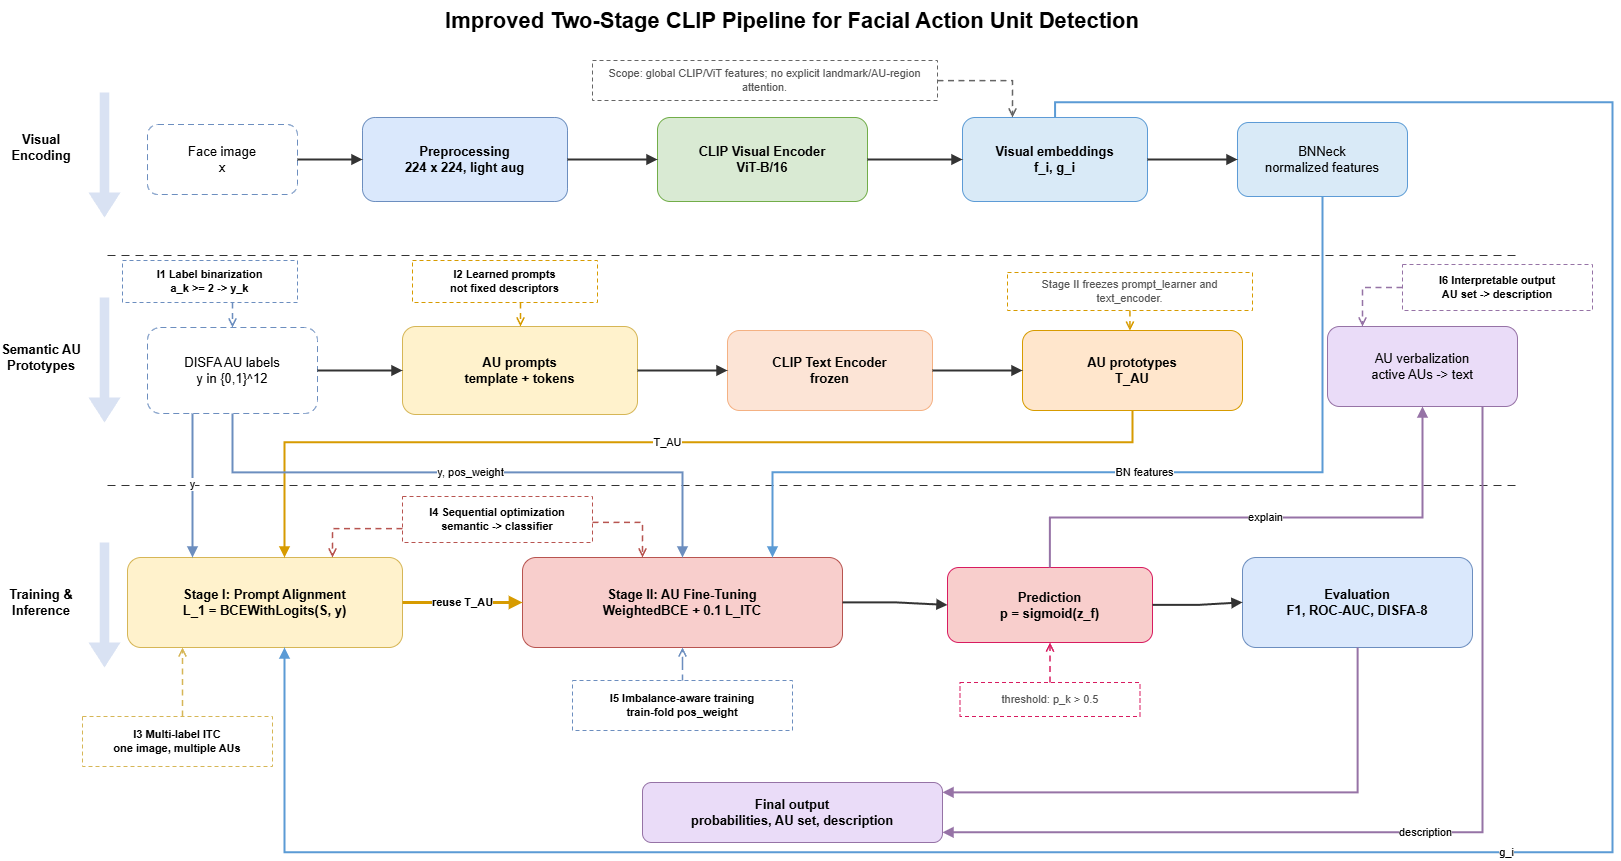 Improved Two-Stage CLIP Pipeline for Facial Action Unit Detection
Scope: global CLIP/ViT features; no explicit landmark/AU-region
attention.
Visual
Encoding
Face image
x
Preprocessing
224 x 224, light aug
CLIP Visual Encoder
ViT-B/16
Visual embeddings
f_i, g_i
BNNeck
normalized features
I1 Label binarization
a_k >= 2 -> y_k
I2 Learned prompts
not fixed descriptors
Stage II freezes prompt_learner and
text_encoder.
I6 Interpretable output
AU set -> description
Semantic AU
Prototypes
DISFA AU labels
y in {0,1}^12
AU prompts
template + tokens
CLIP Text Encoder
frozen
AU prototypes
T_AU
AU verbalization
active AUs -> text
T_AU
y, pos_weight
BN features
y
I4 Sequential optimization
semantic -> classifier
explain
Training &
Inference
Stage I: Prompt Alignment
L_1 = BCEWithLogits(S, y)
reuse T_AU
Stage II: AU Fine-Tuning
WeightedBCE + 0.1 L_ITC
Prediction
p = sigmoid(z_f)
Evaluation
F1, ROC-AUC, DISFA-8
I3 Multi-label ITC
one image, multiple AUs
I5 Imbalance-aware training
train-fold pos_weight
threshold: p_k > 0.5
Final output
probabilities, AU set, description
description
g_i